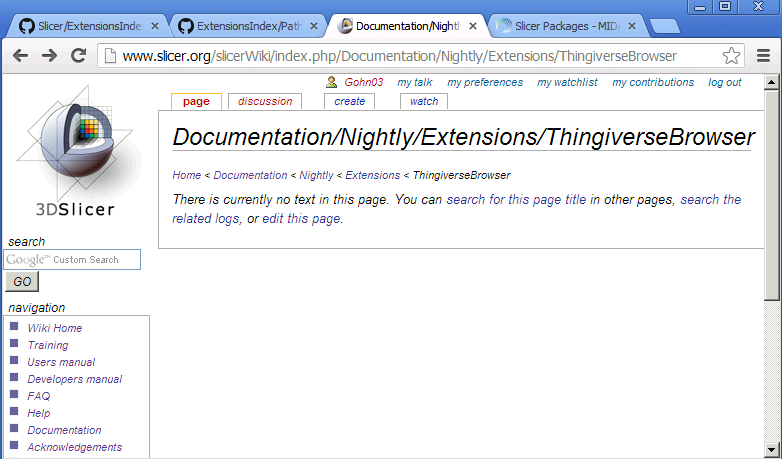 Slicer/ExtensionsInde
ExtensionsIndex/Path
Documentation/Nightl
Slicer Packages - MIDA
www.slicer.org/slicerWiki/index.php/Documentation/Nightly/Extensions/ThingiverseBrowser
Gohn03 my talk my preferences my watchlist my contributions log out
page discussion create watch
Documentation/Nightly/Extensions/ThingiverseBrowser
Home < Documentation < Nightly < Extensions < ThingiverseBrowser
There is currently no text in this page. You can search for this page title in other pages, search the
related logs, or edit this page.
3DSlicer
search
Google™ Custom Search
GO
navigation
Wiki Home
Training
Users manual
Developers manual
FAQ
Help
Documentation
Acknowledgements